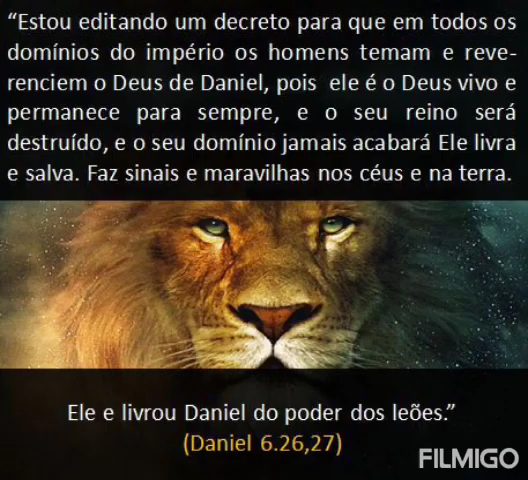 “Estou editando um decreto para que em todos os
domínios do império os homens temam e reve-
renciem o Deus de Daniel, pois ele é o Deus vivo e
permanece para sempre, e o seu reino será
destruído, e o seu domínio jamais acabará Ele livra
e salva. Faz sinais e maravilhas nos céus e na terra.
Ele e livrou Daniel do poder dos leões.”
(Daniel 6.26,27)
FILMIGO